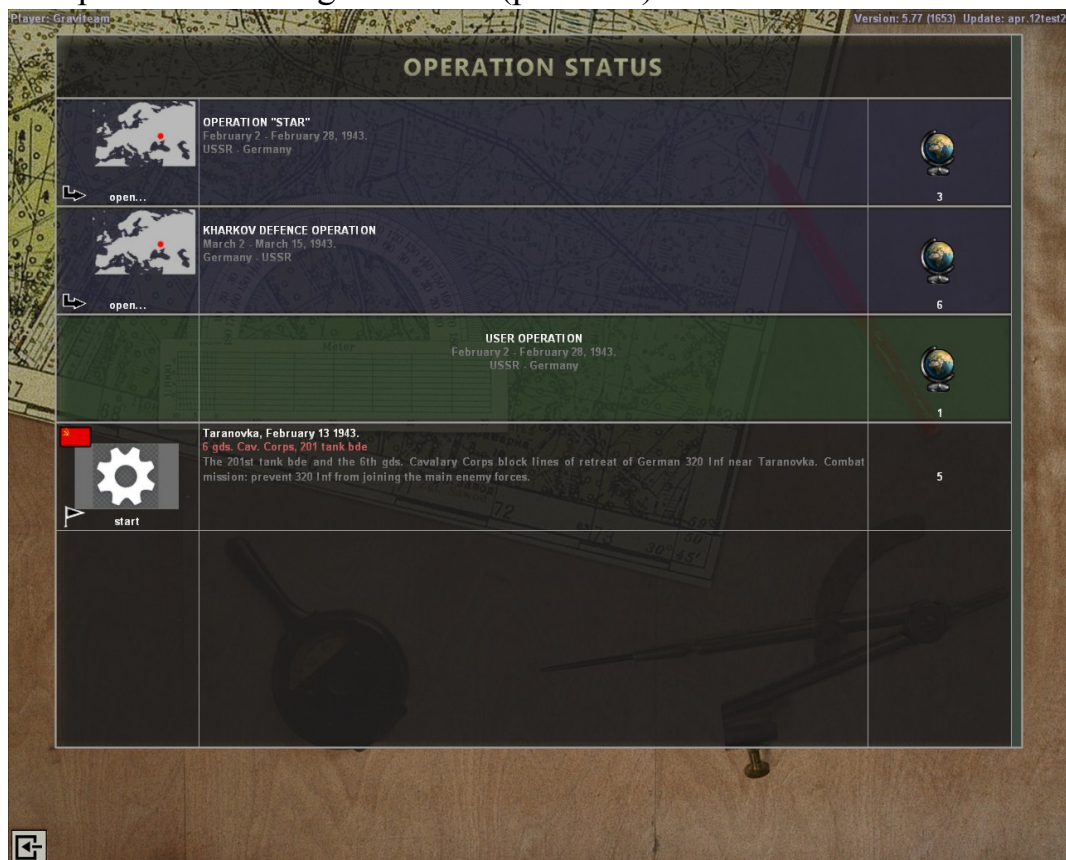 Player: Graviteam
Version: 5.77 (1653) Update: apr.12test2
OPERATION STATUS
OPERATION "STAR"
February 2 - February 28, 1943.
USSR - Germany
open...
3
KHARKOV DEFENCE OPERATION
March 2 - March 15, 1943.
Germany - USSR
open...
6
USER OPERATION
February 2 - February 28, 1943.
USSR - Germany
1
Taranovka, February 13 1943.
6 gds. Cav. Corps, 201 tank bde
The 201st tank bde and the 6th gds. Cavalary Corps block lines of retreat of German 320 Inf near Taranovka. Combat
mission: prevent 320 Inf from joining the main enemy forces.
start
5